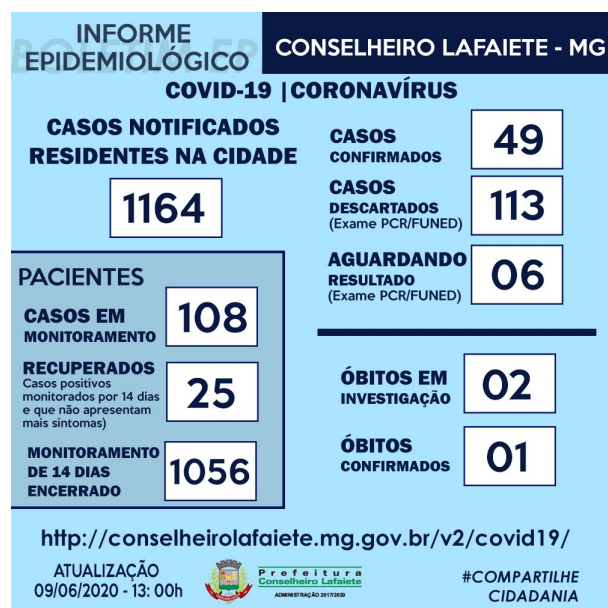 INFORME
EPIDEMIOLÓGICO
CONSELHEIRO LAFAIETE - MG
COVID-19 | CORONAVÍRUS
CASOS NOTIFICADOS
RESIDENTES NA CIDADE
1164
CASOS
CONFIRMADOS
49
CASOS
DESCARTADOS
(Exame PCR/FUNED)
113
AGUARDANDO
RESULTADO
(Exame PCR/FUNED)
06
PACIENTES
CASOS EM
MONITORAMENTO
108
RECUPERADOS
Casos positivos
monitorados por 14 dias
e que não apresentam
mais sintomas)
25
MONITORAMENTO
DE 14 DIAS
ENCERRADO
1056
ÓBITOS EM
INVESTIGAÇÃO
02
ÓBITOS
CONFIRMADOS
01
http://conselheirolafaiete.mg.gov.br/v2/covid19/
ATUALIZAÇÃO
09/06/2020 - 13: 00h
Prefeitura
Conselheiro Lafaiete
ADMINISTRAÇÃO 2017/2020
#COMPARTILHE
CIDADANIA